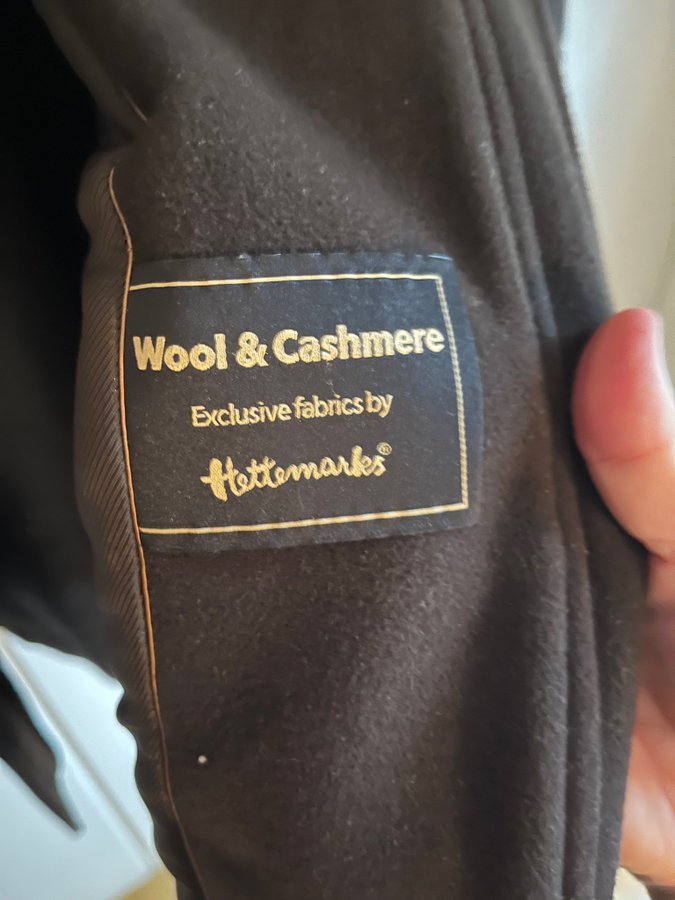 Wool & Cashmere
Exclusive fabrics by
Hettemarks®